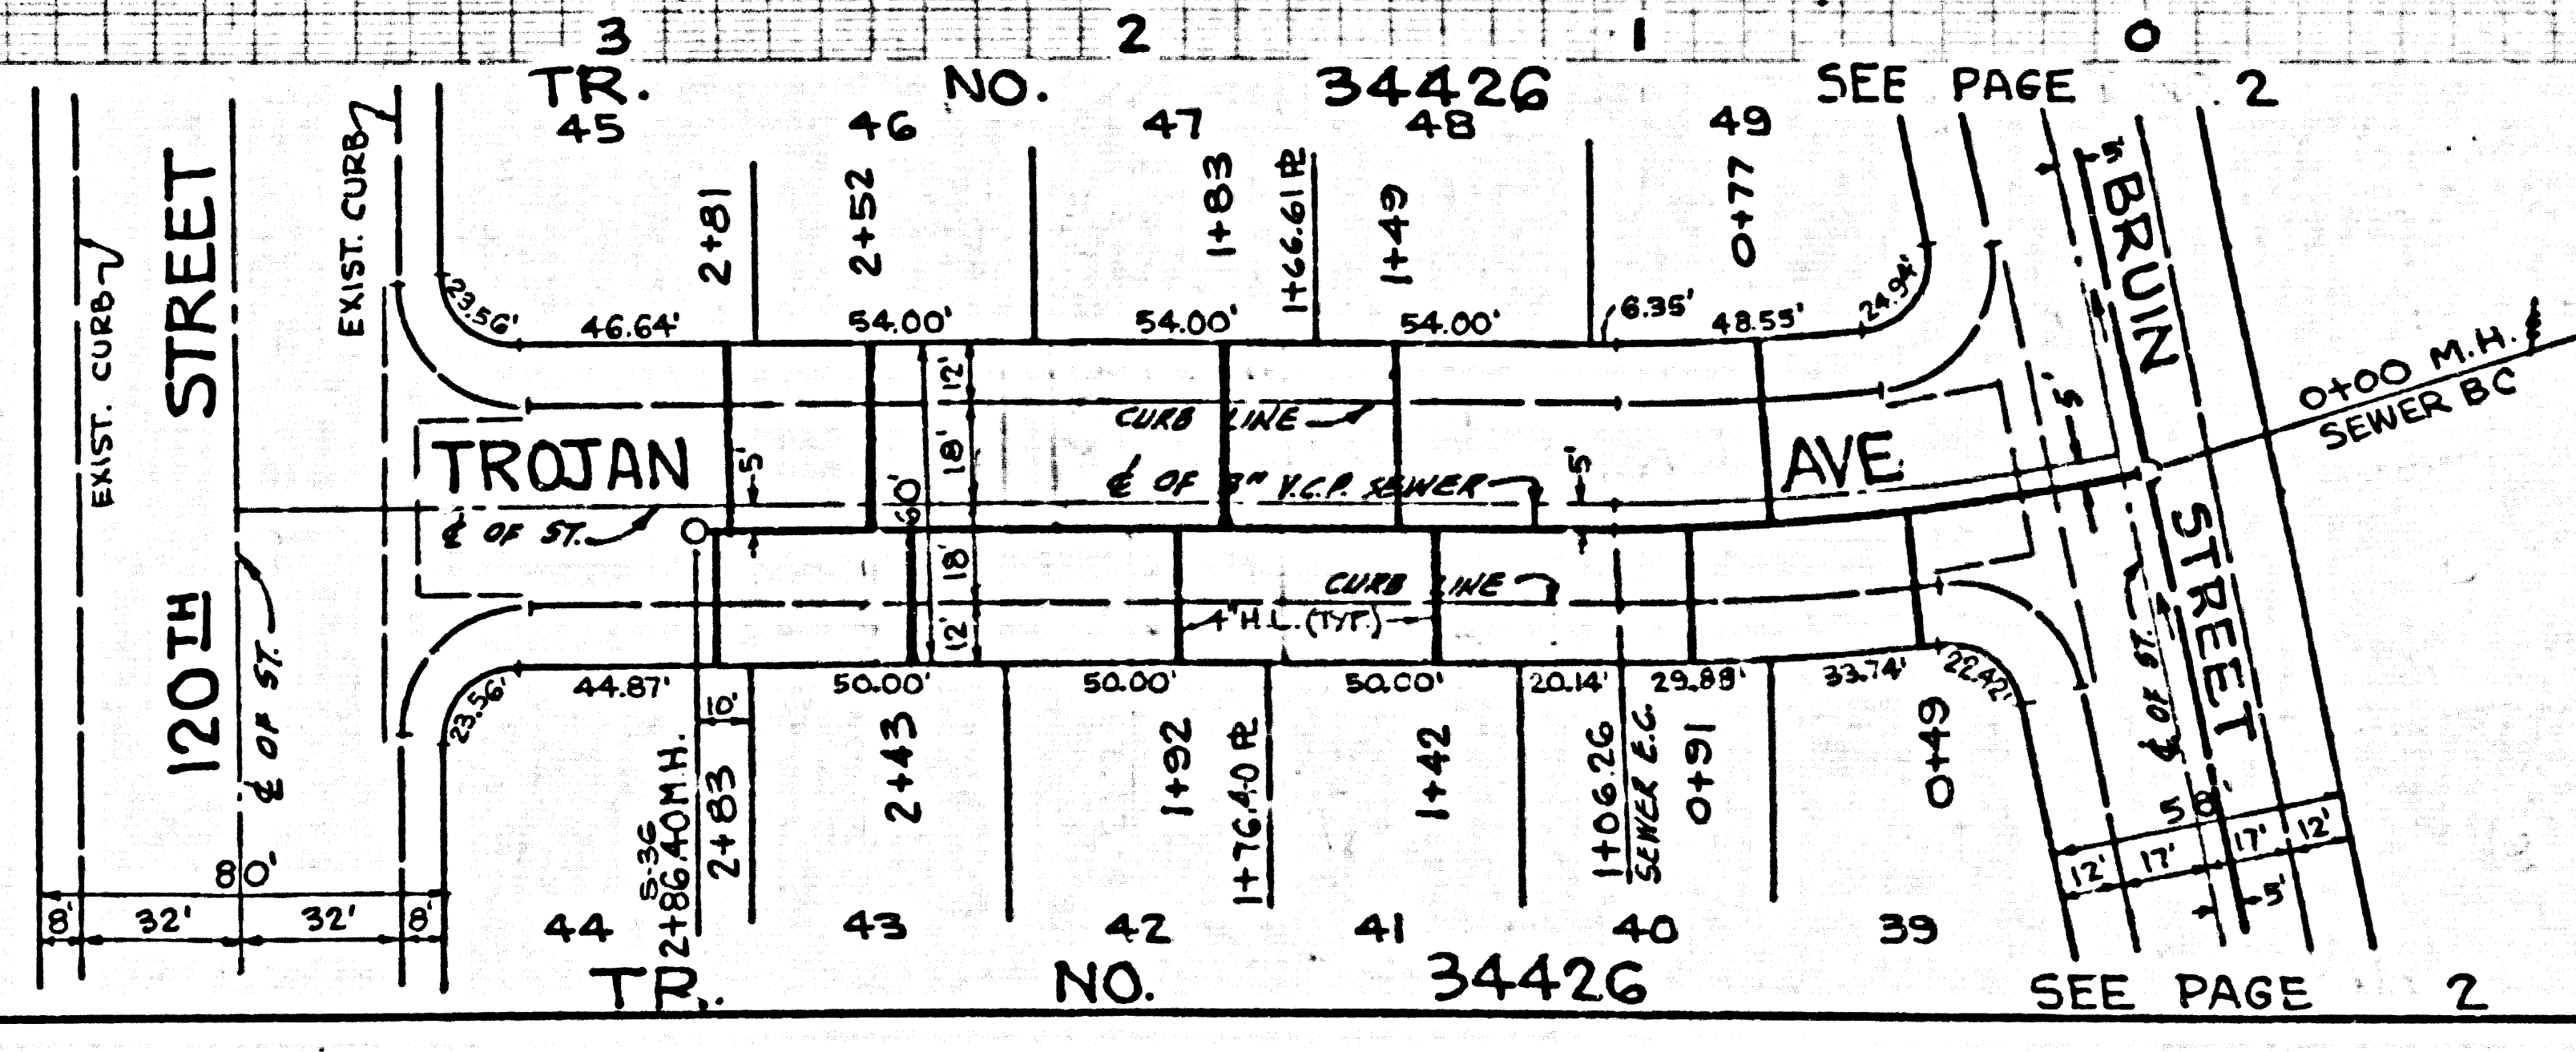 3 2 1 0
TR. NO. 34426 SEE PAGE 2
45 46 47 48 49
EXIST. CURB
STREET
EXIST. CURB
2+81
2+52
1+83
1+66.61 ⅊
1+49
0+77
5'
BRUIN
23.56'
46.64'
54.00'
54.00'
54.00'
6.35'
48.55'
24.94'
12'
CURB LINE
0+00 M.H.
SEWER BC
5'
TROJAN
5'
18'
60'
℄ OF 8" V.C.P. SEWER
5'
AVE.
℄ OF ST.
18'
CURB LINE
4" H.L. (TYP.)
12'
STREET
120TH
℄ OF ST.
23.56'
44.87'
10'
50.00'
50.00'
50.00'
20.14'
29.88'
33.74'
22.42'
℄ OF ST.
S-36
2+86.40 M.H.
2+83
2+43
1+92
1+76.40 ⅊
1+42
1+06.26
SEWER E.C.
0+91
0+49
80'
8' 32' 32' 8'
58'
12' 17' 17' 12'
5'
44 43 42 41 40 39
TR. NO. 34426
SEE PAGE 2